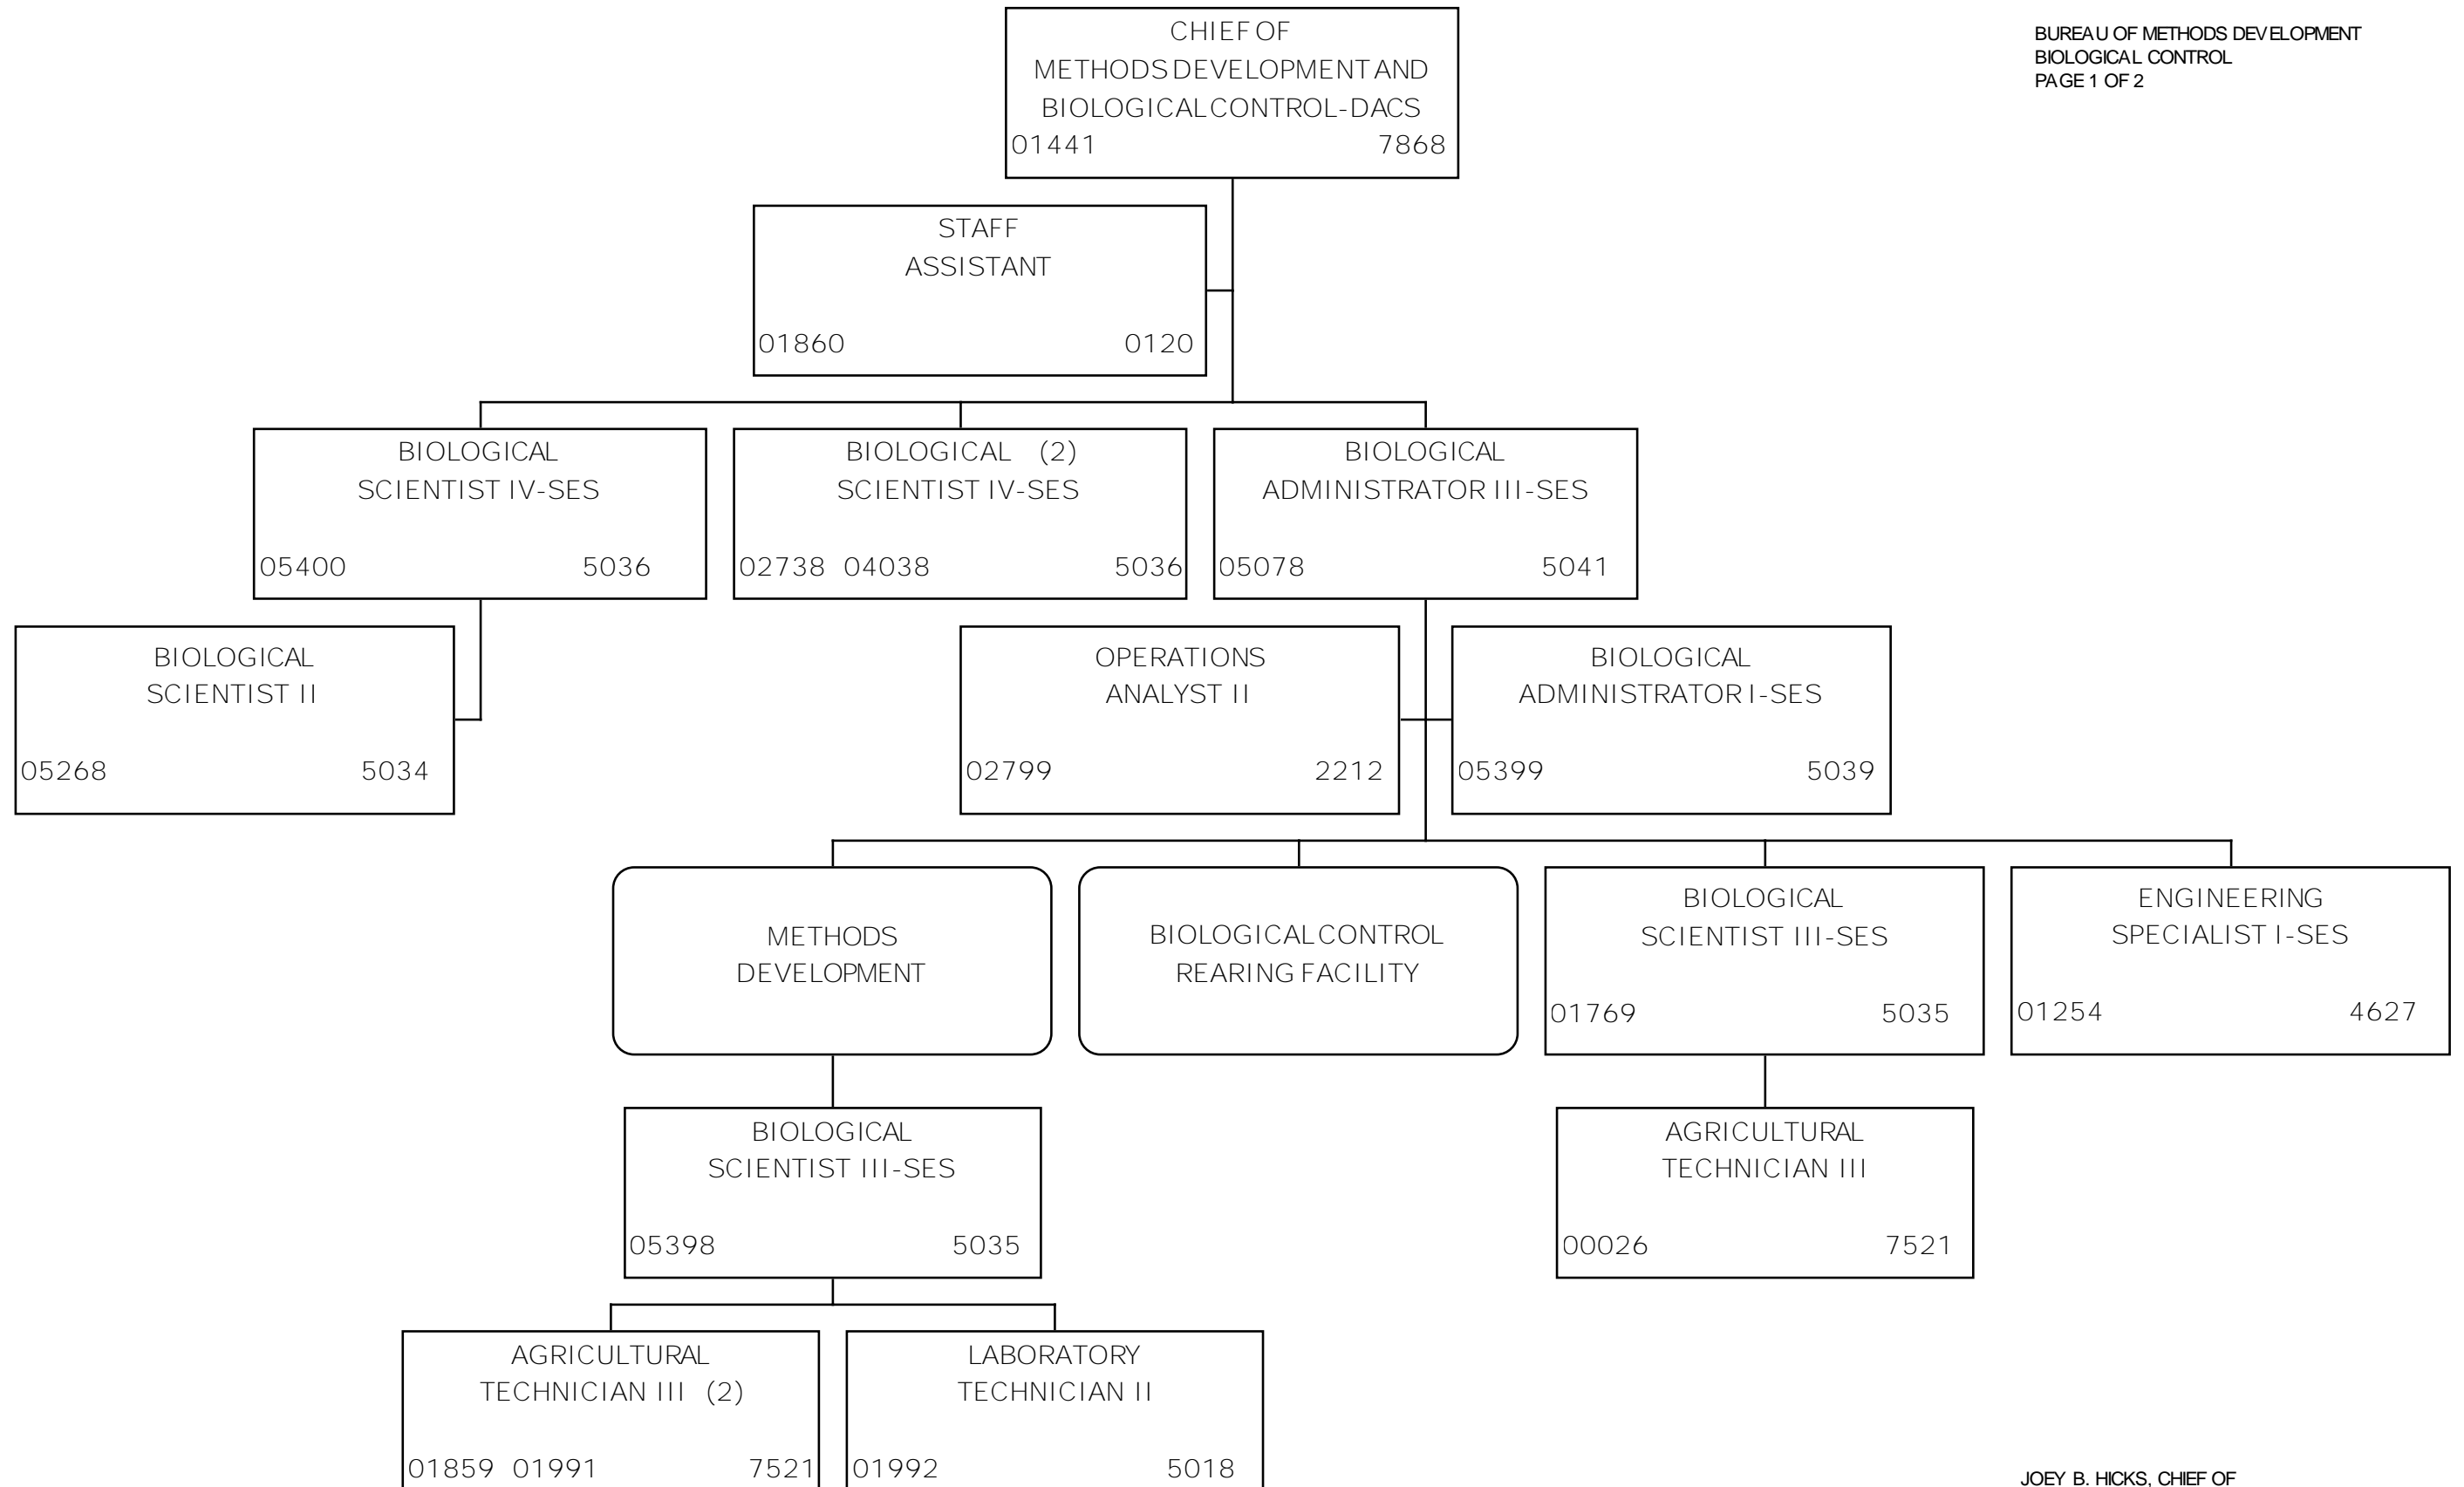 CHIEF OF
METHODS DEVELOPMENT AND
BIOLOGICAL CONTROL-DACS
01441 7868
BUREAU OF METHODS DEVELOPMENT
BIOLOGICAL CONTROL
PAGE 1 OF 2
STAFF
ASSISTANT
01860 0120
BIOLOGICAL
SCIENTIST IV-SES
05400 5036
BIOLOGICAL (2)
SCIENTIST IV-SES
02738 04038 5036
BIOLOGICAL
ADMINISTRATOR III-SES
05078 5041
BIOLOGICAL
SCIENTIST II
05268 5034
OPERATIONS
ANALYST II
02799 2212
BIOLOGICAL
ADMINISTRATOR I-SES
05399 5039
METHODS
DEVELOPMENT
BIOLOGICAL CONTROL
REARING FACILITY
BIOLOGICAL
SCIENTIST III-SES
01769 5035
ENGINEERING
SPECIALIST I-SES
01254 4627
BIOLOGICAL
SCIENTIST III-SES
05398 5035
AGRICULTURAL
TECHNICIAN III
00026 7521
AGRICULTURAL
TECHNICIAN III (2)
01859 01991 7521
LABORATORY
TECHNICIAN II
01992 5018
JOEY B. HICKS, CHIEF OF